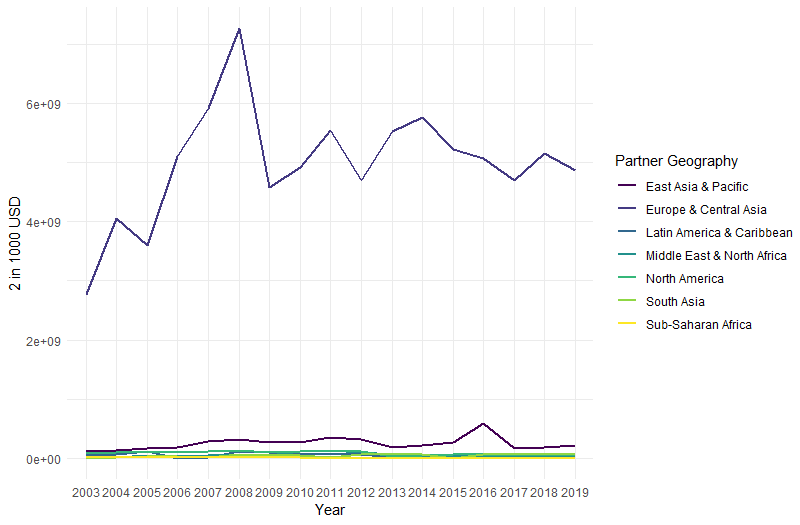 6e+09
4e+09
2e+09
0e+00
2 in 1000 USD
2003 2004 2005 2006 2007 2008 2009 2010 2011 2012 2013 2014 2015 2016 2017 2018 2019
Year
Partner Geography
East Asia & Pacific
Europe & Central Asia
Latin America & Caribbean
Middle East & North Africa
North America
South Asia
Sub-Saharan Africa